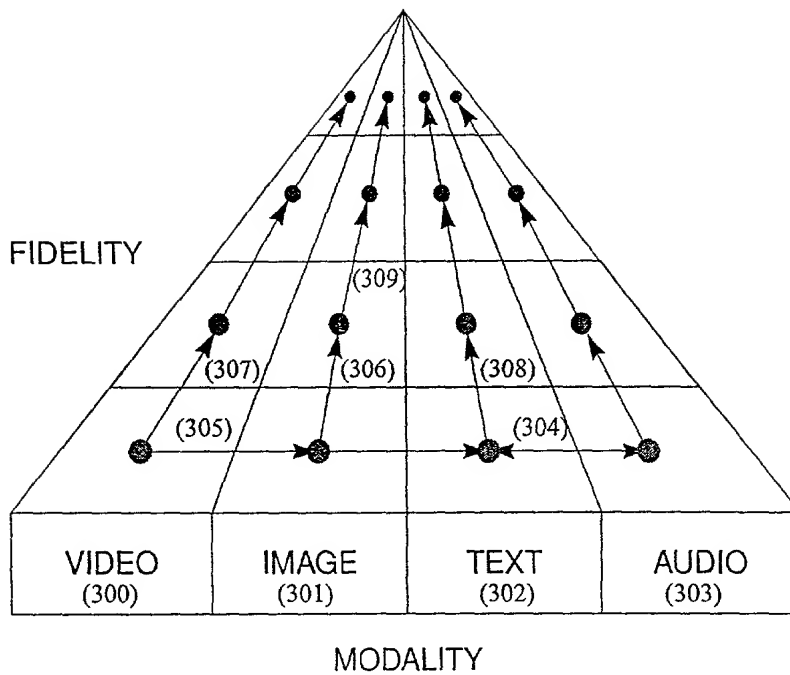 FIDELITY
(309)
(307)
(306)
(308)
(305)
(304)
VIDEO
(300)
IMAGE
(301)
TEXT
(302)
AUDIO
(303)
MODALITY